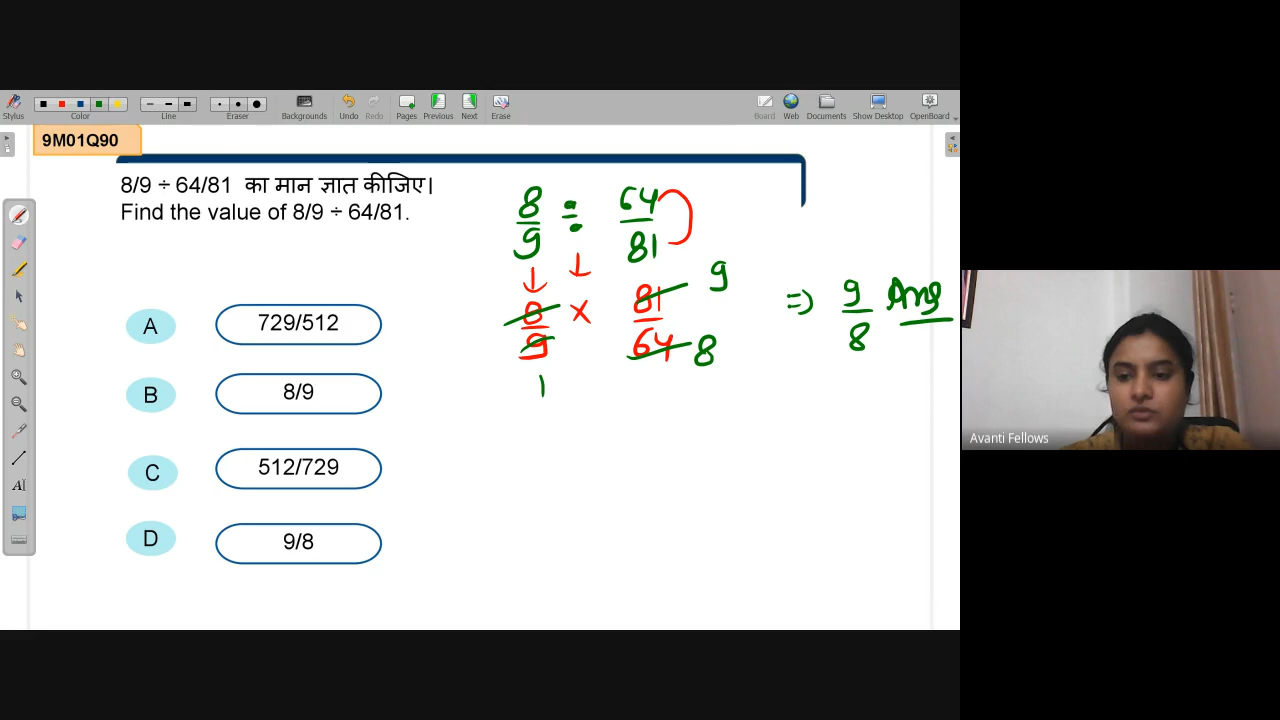 Stylus
Color
Line
Eraser
Backgrounds
Undo
Redo
Pages
Previous
Next
Erase
Board
Web
Documents
Show Desktop
OpenBoard
9M01Q90
8/9 ÷ 64/81 का मान ज्ञात कीजिए।
Find the value of 8/9 ÷ 64/81.
A 729/512
B 8/9
C 512/729
D 9/8
8/9 ÷ 64/81
8/9 × 81/64
9
8
1
=> 9/8 Ans
Avanti Fellows